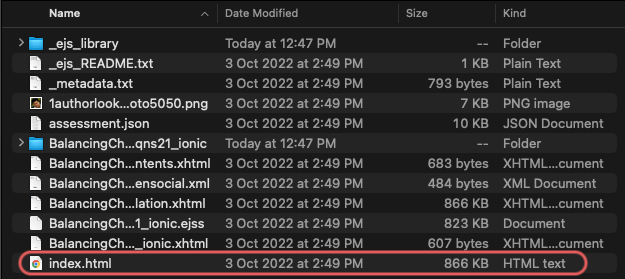 Name Date Modified Size Kind
_ejs_library Today at 12:47 PM -- Folder
_ejs_README.txt 3 Oct 2022 at 2:49 PM 1 KB Plain Text
_metadata.txt 3 Oct 2022 at 2:49 PM 793 bytes Plain Text
1authorlook...oto5050.png 3 Oct 2022 at 2:49 PM 7 KB PNG image
assessment.json 3 Oct 2022 at 2:49 PM 10 KB JSON Document
BalancingCh...qns21_ionic Today at 12:47 PM -- Folder
BalancingCh...ntents.xhtml 3 Oct 2022 at 2:49 PM 683 bytes XHTML...cument
BalancingCh...ensocial.xml 3 Oct 2022 at 2:49 PM 484 bytes XML Document
BalancingCh...lation.xhtml 3 Oct 2022 at 2:49 PM 866 KB XHTML...cument
BalancingCh...1_ionic.ejss 3 Oct 2022 at 2:49 PM 823 KB Document
BalancingCh..._ionic.xhtml 3 Oct 2022 at 2:49 PM 607 bytes XHTML...cument
index.html 3 Oct 2022 at 2:49 PM 866 KB HTML text